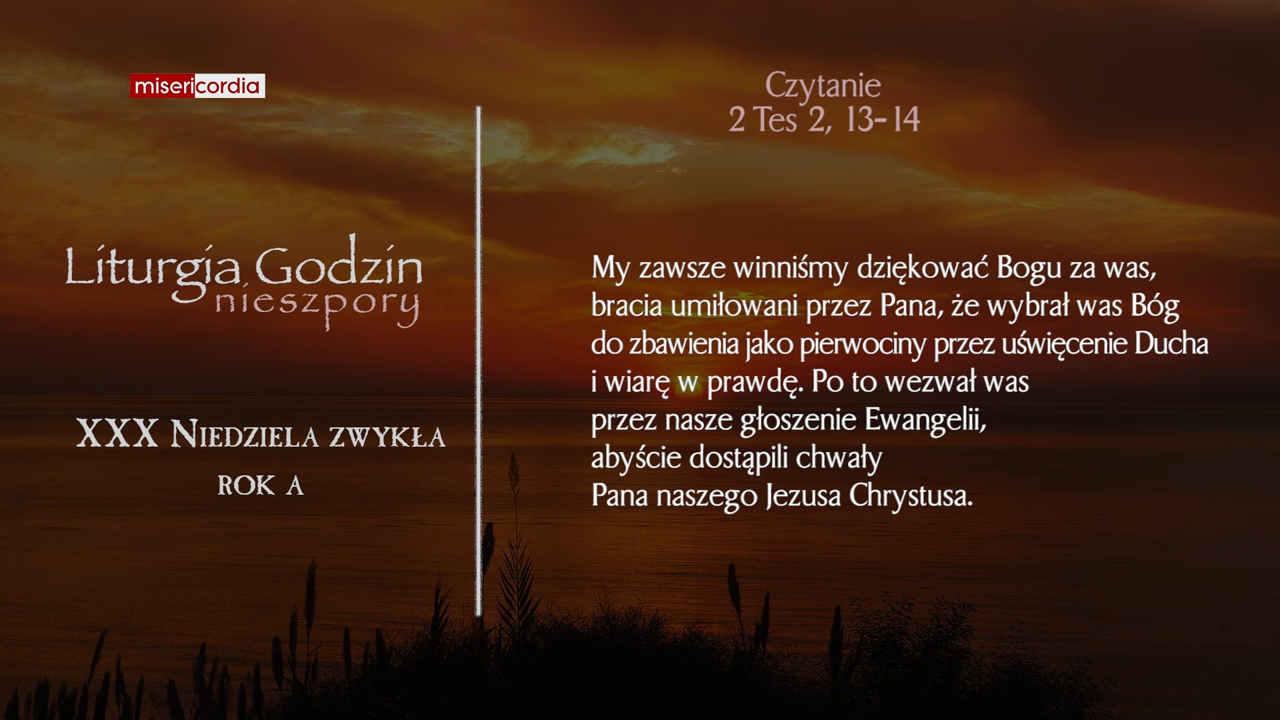 misericordia
Liturgia Godzin
nieszpory
XXX Niedziela zwykła
rok A
Czytanie
2 Tes 2, 13-14
My zawsze winniśmy dziękować Bogu za was,
bracia umiłowani przez Pana, że wybrał was Bóg
do zbawienia jako pierwociny przez uświęcenie Ducha
i wiarę w prawdę. Po to wezwał was
przez nasze głoszenie Ewangelii,
abyście dostąpili chwały
Pana naszego Jezusa Chrystusa.